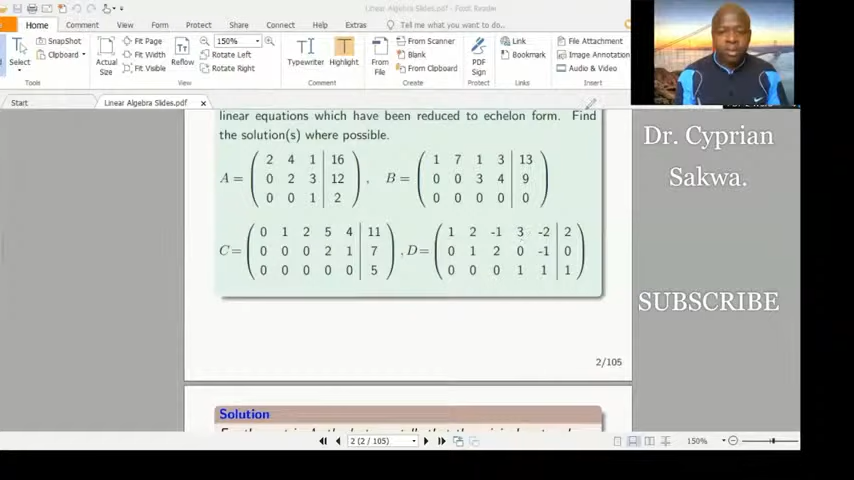 Linear Algebra Slides.pdf - Foxit Reader
Home Comment View Form Protect Share Connect Help Extras Tell me what you want to do..
SnapShot
Clipboard
Select
Tools
Actual
Size
Fit Page
Fit Width
Fit Visible
Reflow
150%
Rotate Left
Rotate Right
View
Typewriter
Highlight
Comment
From
File
From Scanner
Blank
From Clipboard
Create
PDF
Sign
Protect
Link
Bookmark
Links
File Attachment
Image Annotation
Audio & Video
Insert
Start
Linear Algebra Slides.pdf
linear equations which have been reduced to echelon form. Find
the solution(s) where possible.
A = ( 2 4 1 | 16
0 2 3 | 12
0 0 1 | 2 ) ,
B = ( 1 7 1 3 | 13
0 0 3 4 | 9
0 0 0 0 | 0 )
C = ( 0 1 2 5 4 | 11
0 0 0 2 1 | 7
0 0 0 0 0 | 5 )
, D = ( 1 2 -1 3 -2 | 2
0 1 2 0 -1 | 0
0 0 0 1 1 | 1 )
2/105
Solution
Dr. Cyprian
Sakwa.
SUBSCRIBE
2 (2 / 105)
150%